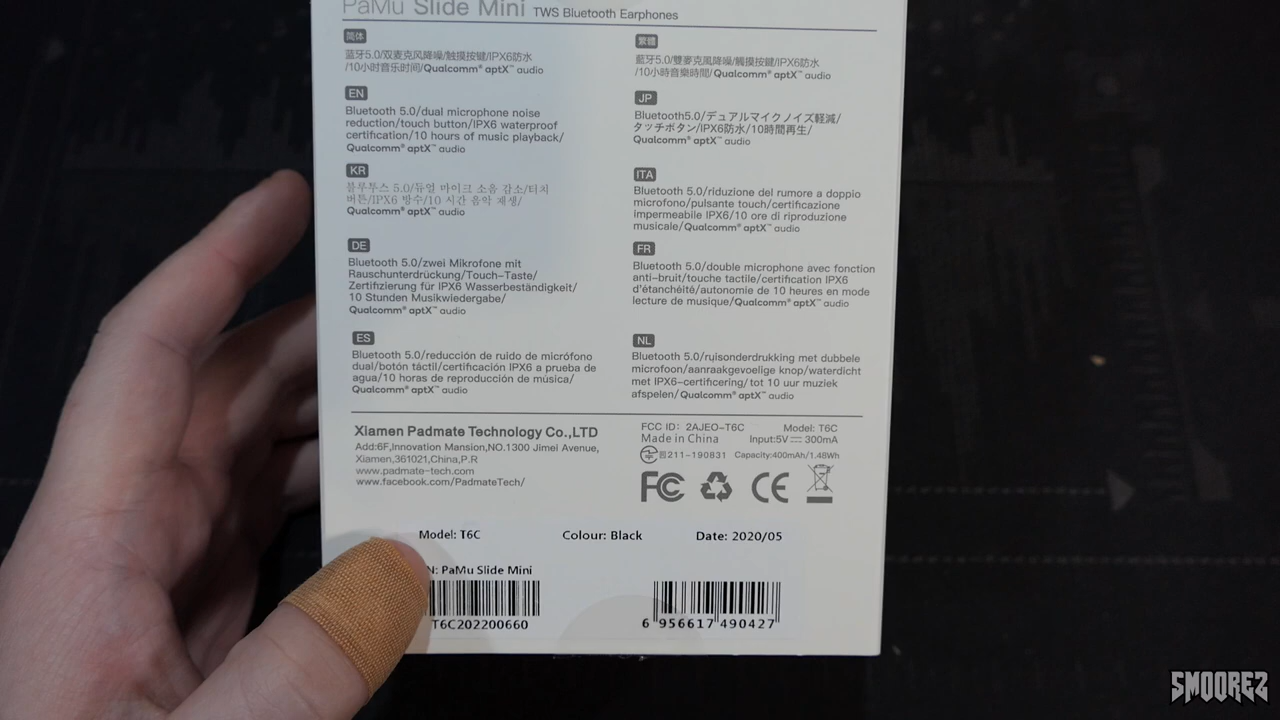 PaMu Slide Mini TWS Bluetooth Earphones
简体
蓝牙5.0/双麦克风降噪/触摸按键/IPX6防水
/10小时音乐时间/Qualcomm® aptX™ audio
EN
Bluetooth 5.0/dual microphone noise
reduction/touch button/IPX6 waterproof
certification/10 hours of music playback/
Qualcomm® aptX™ audio
KR
블루투스 5.0/듀얼 마이크 소음 감소/터치
버튼/IPX6 방수/10 시간 음악 재생/
Qualcomm® aptX™ audio
DE
Bluetooth 5.0/zwei Mikrofone mit
Rauschunterdrückung/Touch-Taste/
Zertifzierung für IPX6 Wasserbeständigkeit/
10 Stunden Musikwiedergabe/
Qualcomm® aptX™ audio
ES
Bluetooth 5.0/reducción de ruido de micrófono
dual/botón táctil/certificación IPX6 a prueba de
agua/10 horas de reproducción de música/
Qualcomm® aptX™ audio
繁體
藍牙5.0/雙麥克風降噪/觸摸按鍵/IPX6防水
/10小時音樂時間/Qualcomm® aptX™ audio
JP
Bluetooth5.0/デュアルマイクノイズ軽減/
タッチボタン/IPX6防水/10時間再生/
Qualcomm® aptX™ audio
ITA
Bluetooth 5.0/riduzione del rumore a doppio
microfono/pulsante touch/certificazione
impermeabile IPX6/10 ore di riproduzione
musicale/Qualcomm® aptX™ audio
FR
Bluetooth 5.0/double microphone avec fonction
anti-bruit/touche tactile/certification IPX6
d'étanchéité/autonomie de 10 heures en mode
lecture de musique/Qualcomm® aptX™ audio
NL
Bluetooth 5.0/ruisonderdrukking met dubbele
microfoon/aanraakgevoelige knop/waterdicht
met IPX6-certificering/tot 10 uur muziek
afspelen/Qualcomm® aptX™ audio
Xiamen Padmate Technology Co.,LTD
Add:6F,Innovation Mansion,NO.1300 Jimei Avenue,
Xiamen,361021,China,P.R
www.padmate-tech.com
www.facebook.com/PadmateTech/
FCC ID: 2AJEO-T6C Model: T6C
Made in China Input:5V⎓300mA
211-190831 Capacity:400mAh/1.48Wh
FC CE
Model: T6C Colour: Black Date: 2020/05
N: PaMu Slide Mini
T6C202200660
6 956617 490427
SMOOREZ